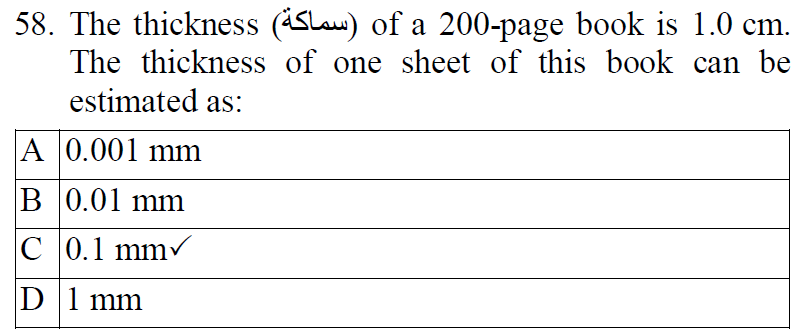 58. The thickness (سماكة) of a 200-page book is 1.0 cm.
The thickness of one sheet of this book can be
estimated as:
A 0.001 mm
B 0.01 mm
C 0.1 mm✓
D 1 mm